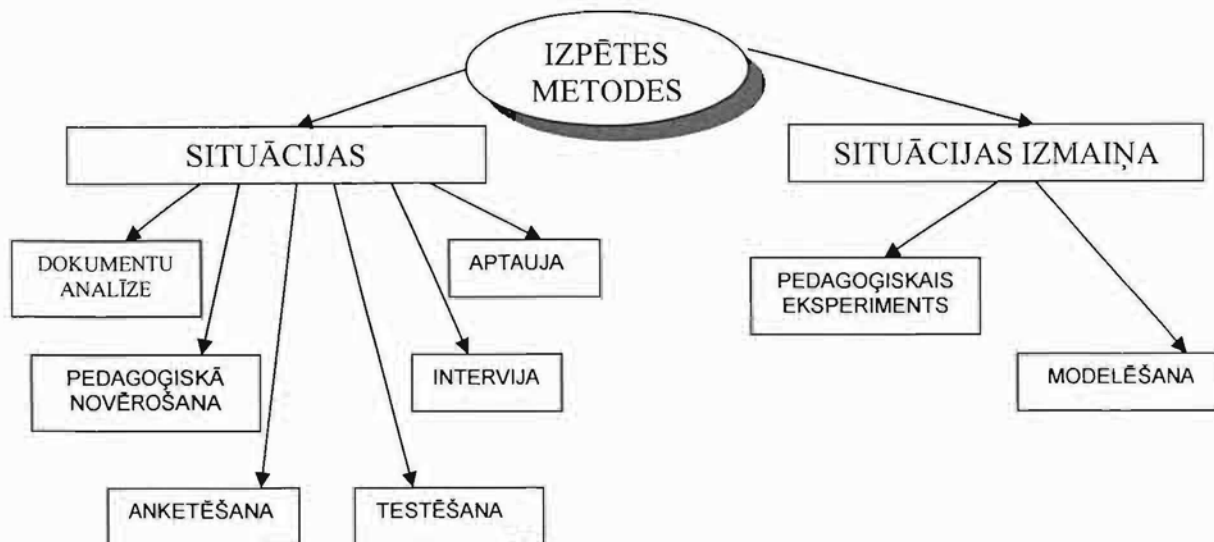 IZPĒTES
METODES
SITUĀCIJAS
SITUĀCIJAS IZMAIŅA
DOKUMENTU
ANALĪZE
APTAUJA
PEDAGOĢISKAIS
EKSPERIMENTS
PEDAGOĢISKĀ
NOVĒROŠANA
INTERVIJA
MODELĒŠANA
ANKETĒŠANA
TESTĒŠANA